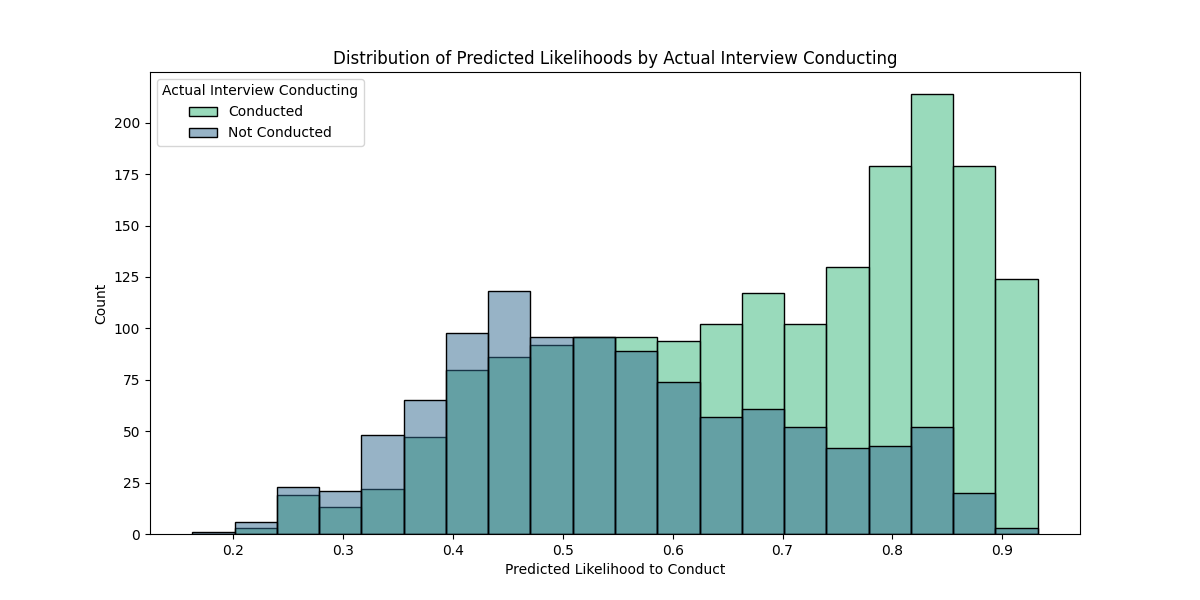 Distribution of Predicted Likelihoods by Actual Interview Conducting
Actual Interview Conducting
Conducted
Not Conducted
200
175
150
125
100
75
50
25
0
Count
0.2 0.3 0.4 0.5 0.6 0.7 0.8 0.9
Predicted Likelihood to Conduct